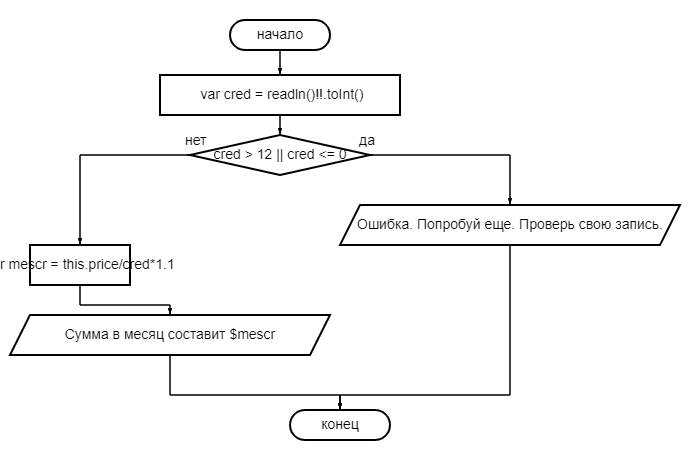 начало
var cred = readln()!!.toInt()
нет
да
cred > 12 || cred <= 0
Ошибка. Попробуй еще. Проверь свою запись.
r mescr = this.price/cred*1.1
Сумма в месяц составит $mescr
конец